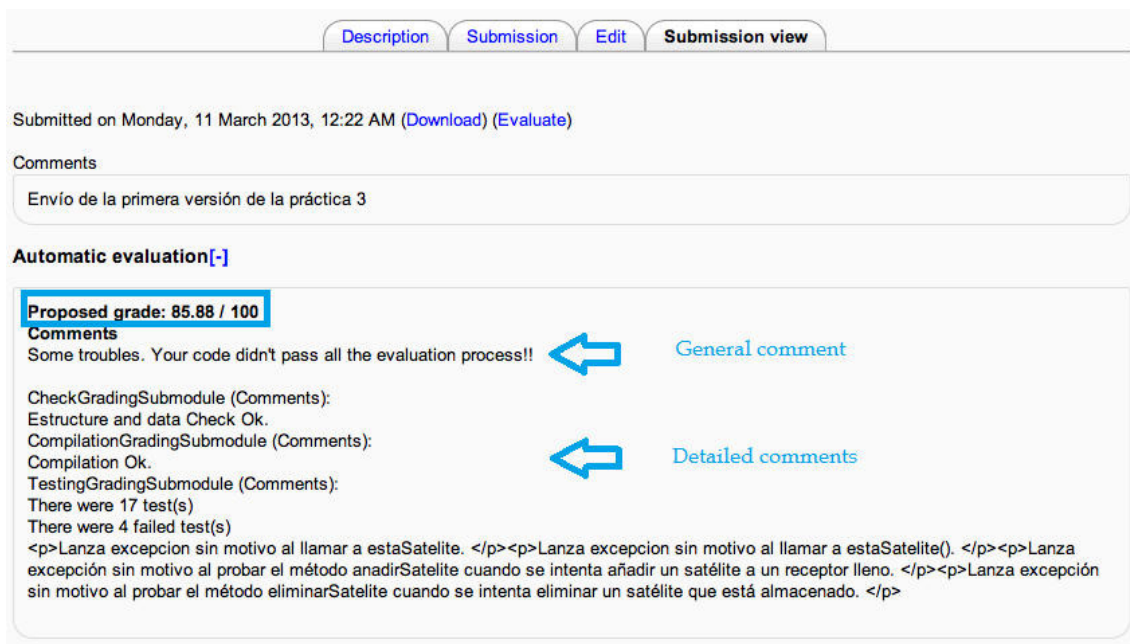 Description Submission Edit Submission view
Submitted on Monday, 11 March 2013, 12:22 AM (Download) (Evaluate)
Comments
Envío de la primera versión de la práctica 3
Automatic evaluation[-]
Proposed grade: 85.88 / 100
Comments
Some troubles. Your code didn't pass all the evaluation process!!
General comment
CheckGradingSubmodule (Comments):
Estructure and data Check Ok.
CompilationGradingSubmodule (Comments):
Compilation Ok.
Detailed comments
TestingGradingSubmodule (Comments):
There were 17 test(s)
There were 4 failed test(s)
<p>Lanza excepcion sin motivo al llamar a estaSatelite. </p><p>Lanza excepcion sin motivo al llamar a estaSatelite(). </p><p>Lanza
excepción sin motivo al probar el método anadirSatelite cuando se intenta añadir un satélite a un receptor lleno. </p><p>Lanza excepción
sin motivo al probar el método eliminarSatelite cuando se intenta eliminar un satélite que está almacenado. </p>